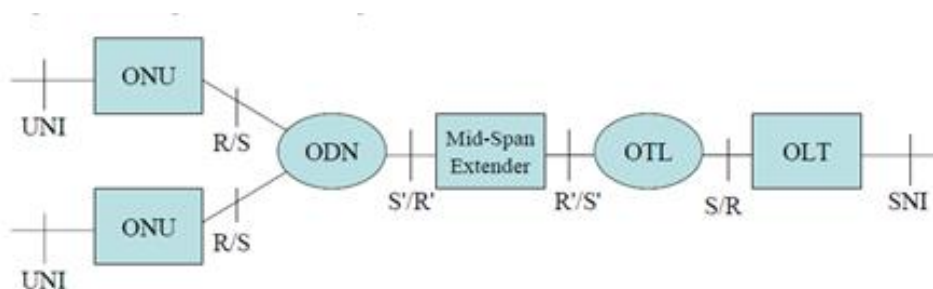 ONU
UNI
R/S
ODN
S'/R'
Mid-Span
Extender
R'/S'
OTL
S/R
OLT
SNI
ONU
R/S
UNI